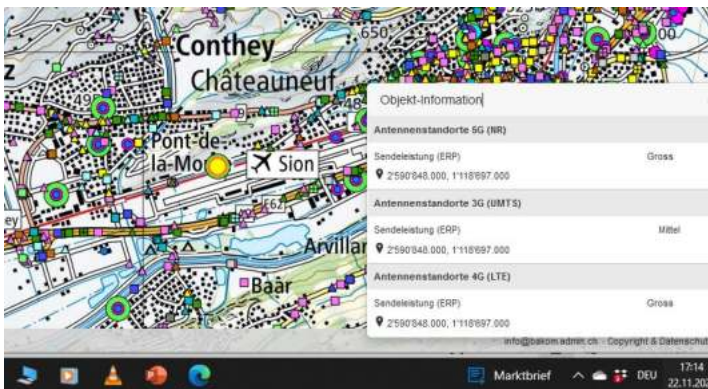 650
Conthey
Châteauneuf
9
Pont-de-
la-Mor
Sion
E62
Arvillar
Baar
Objekt-Information
Antennenstandorte 5G (NR)
Sendeleistung (ERP) Gross
2'590'848.000, 1'118'697.000
Antennenstandorte 3G (UMTS)
Sendeleistung (ERP) Mittel
2'590'848.000, 1'118'697.000
Antennenstandorte 4G (LTE)
Sendeleistung (ERP) Gross
2'590'848.000, 1'118'697.000
info@bakom.admin.ch Copyright & Datenschut
Marktbrief DEU 17:14
22.11.202